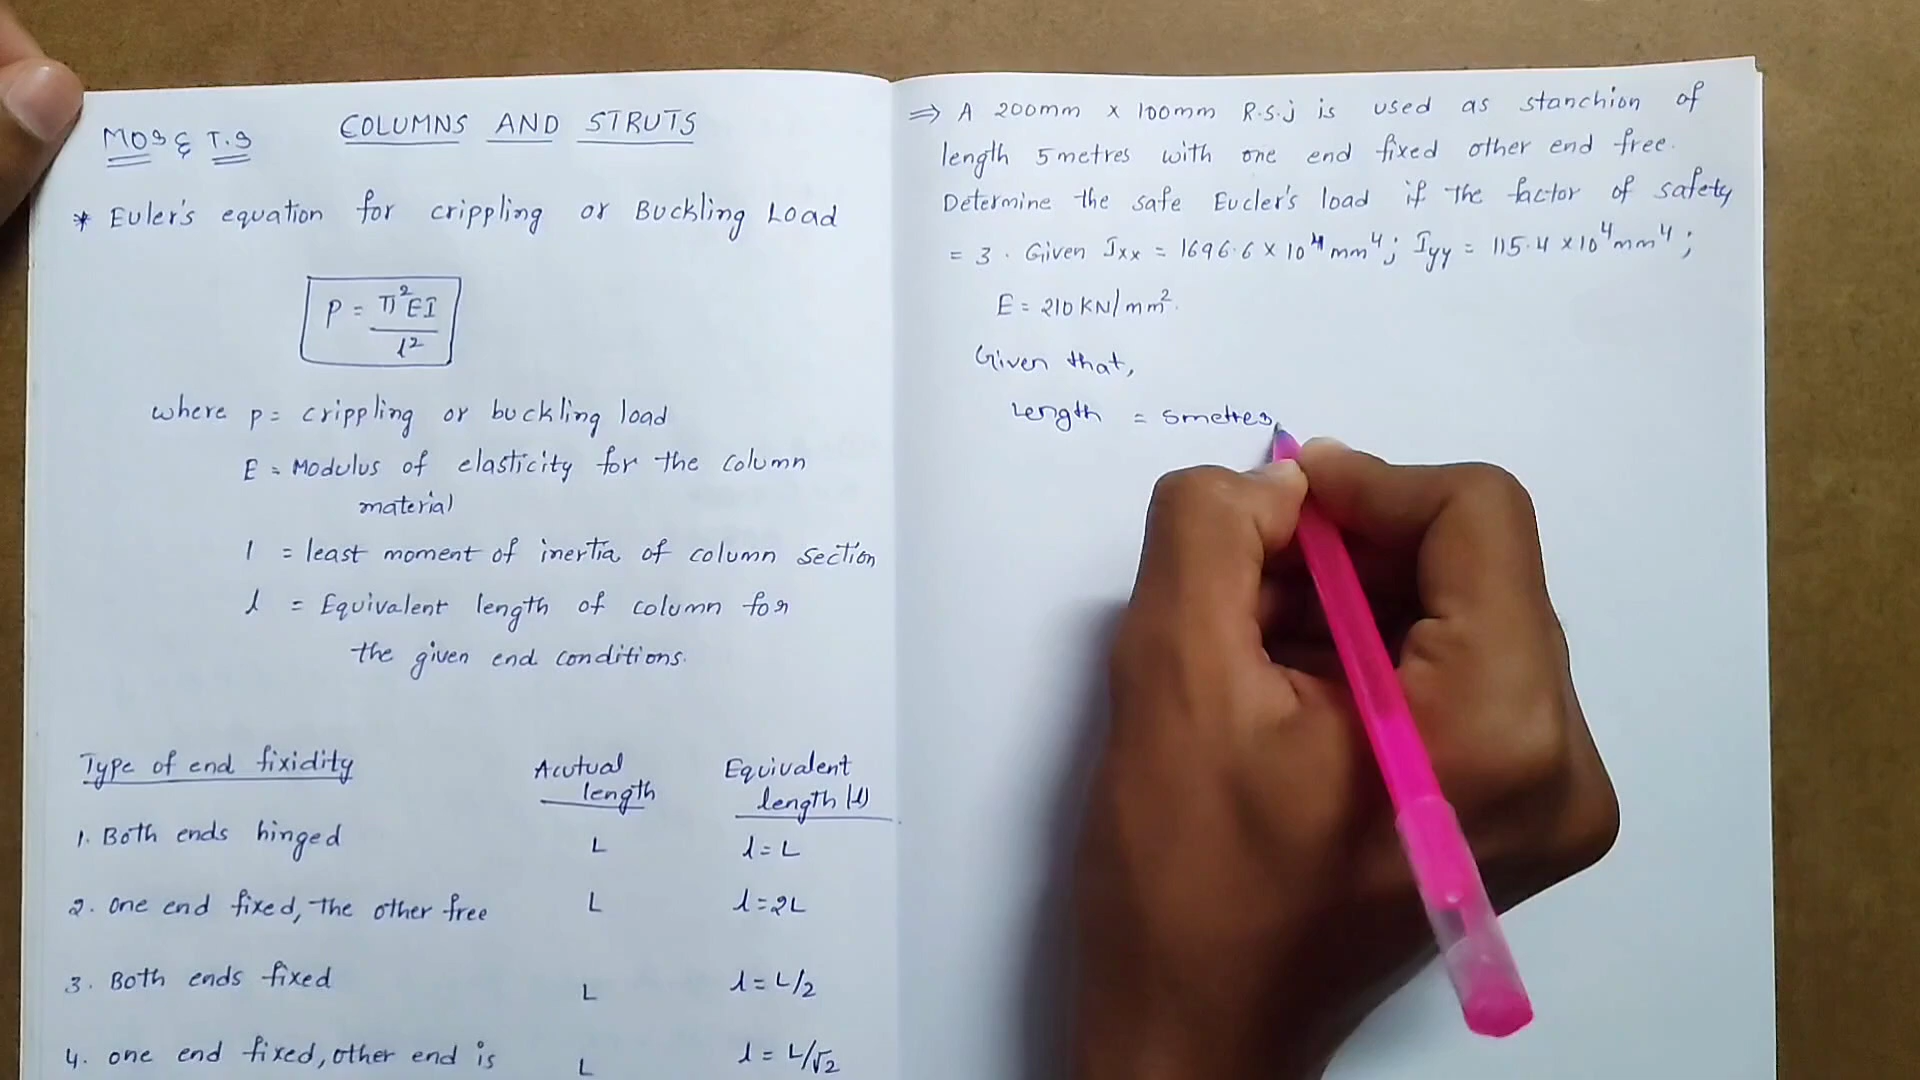 MOS & T.S
COLUMNS AND STRUTS
* Euler's equation for crippling or Buckling Load
P = π²EI / l²
where p = crippling or buckling load
E = Modulus of elasticity for the column
material
I = least moment of inertia of column section
l = Equivalent length of column for
the given end conditions.
Type of end fixidity Acutual length Equivalent length (l)
1. Both ends hinged L l = L
2. one end fixed, the other free L l = 2L
3. Both ends fixed L l = L/2
4. one end fixed, other end is L l = L/√2
⇒ A 200mm x 100mm R.S.j is used as stanchion of
length 5metres with one end fixed other end free.
Determine the safe Eucler's load if the factor of safety
= 3. Given Ixx = 1696.6 x 10⁴ mm⁴; Iyy = 115.4 x 10⁴ mm⁴;
E = 210 KN/mm².
Given that,
Length = 5metres